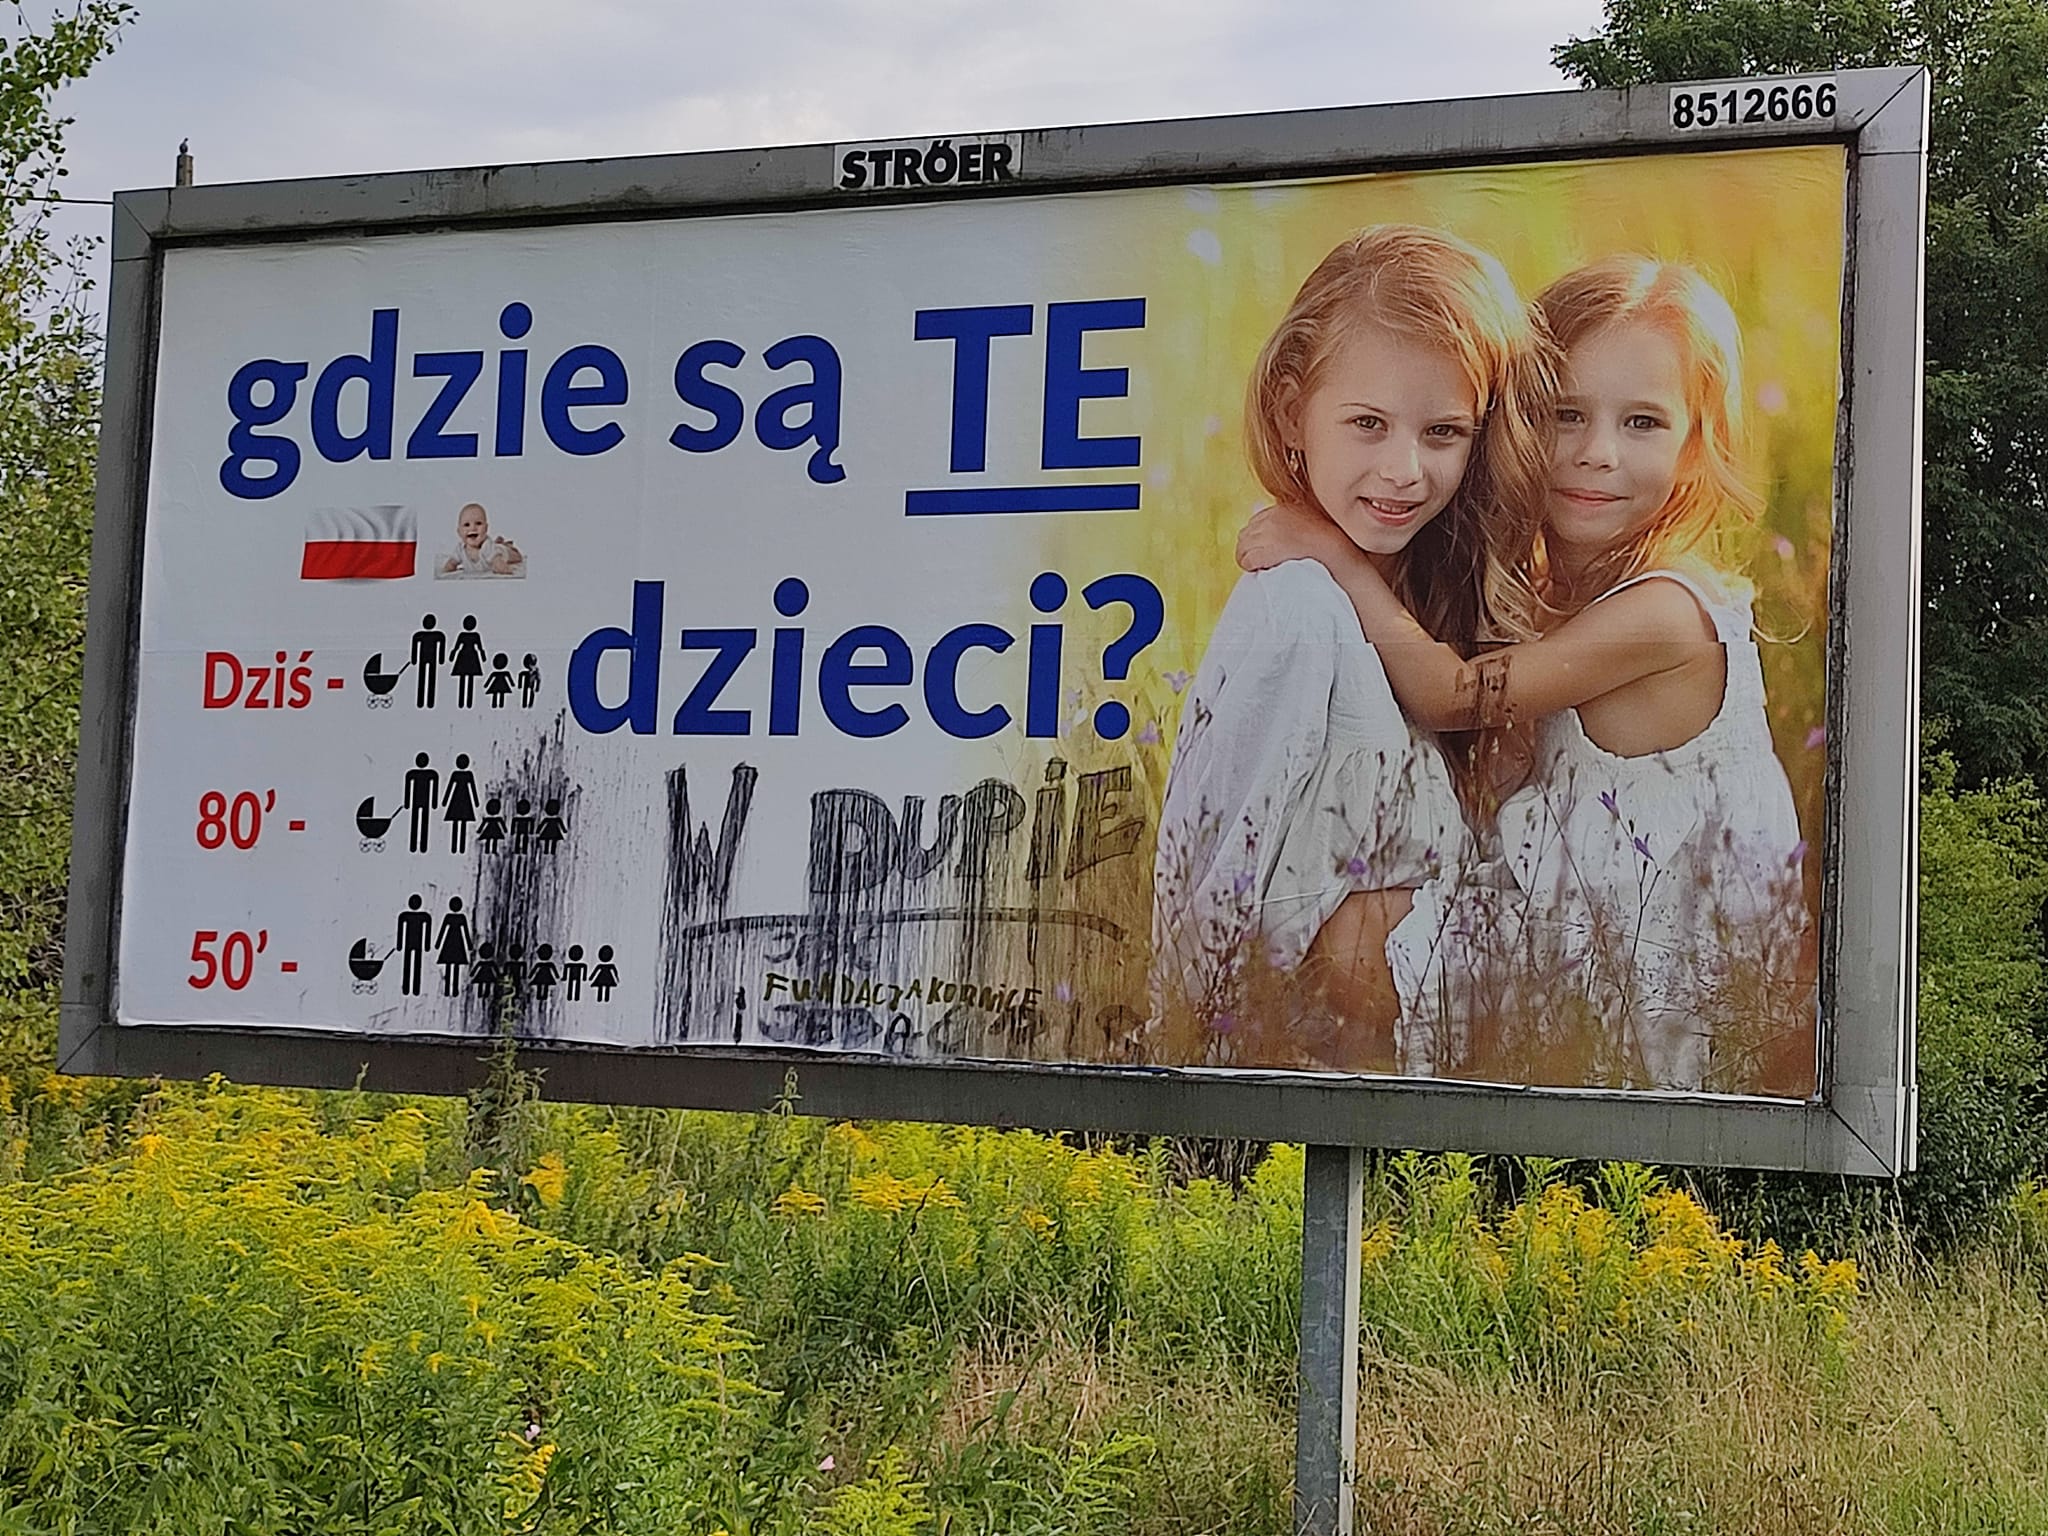 8512666
STRÖER
gdzie są TE
dzieci?
Dziś -
80' -
50' -
W DUPiE
FUNDACJA KORNICE